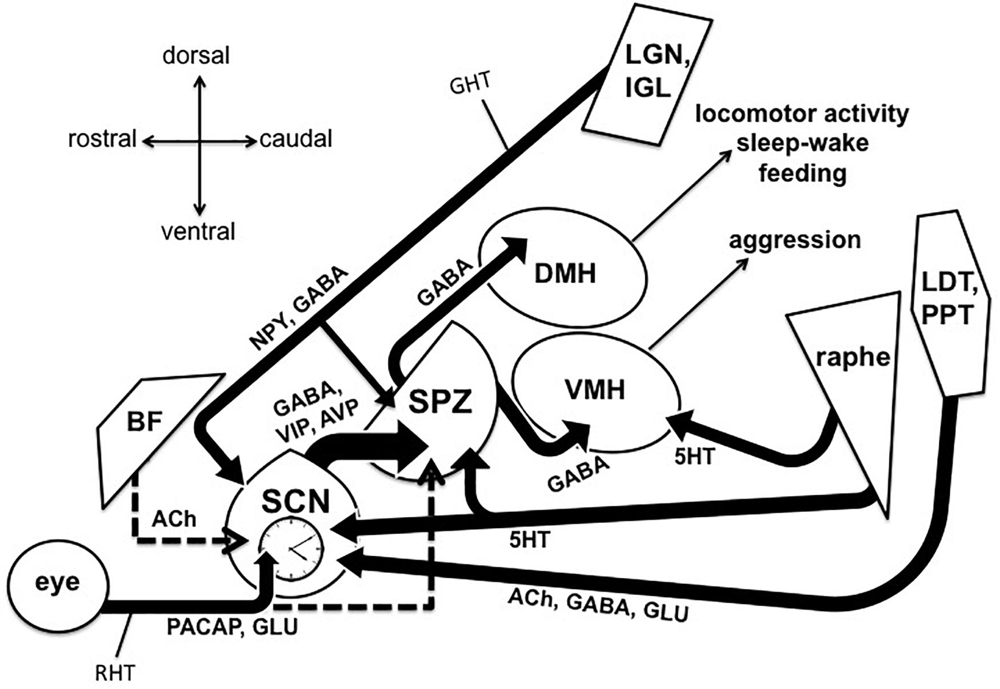 dorsal
rostral
caudal
ventral
GHT
LGN,
IGL
locomotor activity
sleep-wake
feeding
aggression
DMH
GABA
NPY, GABA
LDT,
PPT
raphe
VMH
SPZ
GABA,
VIP, AVP
BF
5HT
GABA
SCN
ACh
5HT
eye
ACh, GABA, GLU
PACAP, GLU
RHT